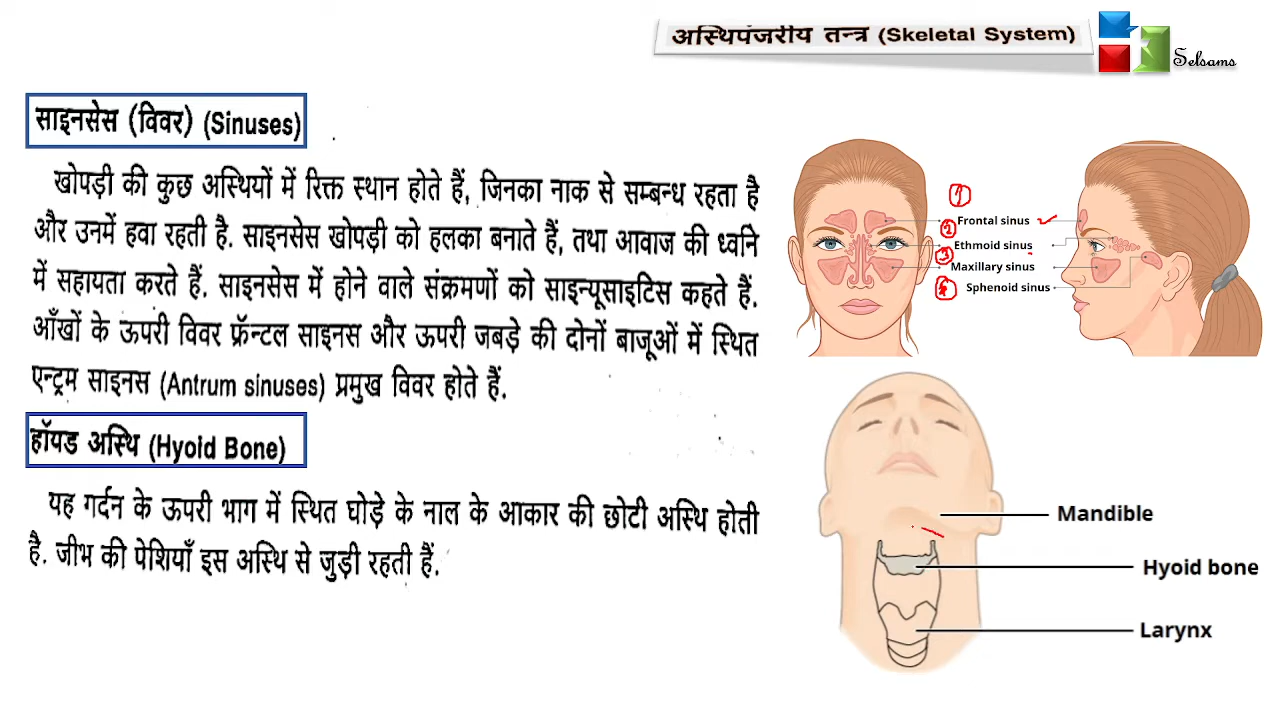 अस्थिपंजरीय तन्त्र (Skeletal System)
Selsams
साइनसेस (विवर) (Sinuses)
खोपड़ी की कुछ अस्थियों में रिक्त स्थान होते हैं, जिनका नाक से सम्बन्ध रहता है
और उनमें हवा रहती है. साइनसेस खोपड़ी को हलका बनाते हैं, तथा आवाज की ध्वनि
में सहायता करते हैं. साइनसेस में होने वाले संक्रमणों को साइन्यूसाइटिस कहते हैं.
आँखों के ऊपरी विवर फ्रॅन्टल साइनस और ऊपरी जबड़े की दोनों बाजूओं में स्थित
एन्ट्रम साइनस (Antrum sinuses) प्रमुख विवर होते हैं.
हॉयड अस्थि (Hyoid Bone)
यह गर्दन के ऊपरी भाग में स्थित घोड़े के नाल के आकार की छोटी अस्थि होती
है. जीभ की पेशियाँ इस अस्थि से जुड़ी रहती हैं.
1
2 Frontal sinus
3 Ethmoid sinus
Maxillary sinus
4 Sphenoid sinus
Mandible
Hyoid bone
Larynx